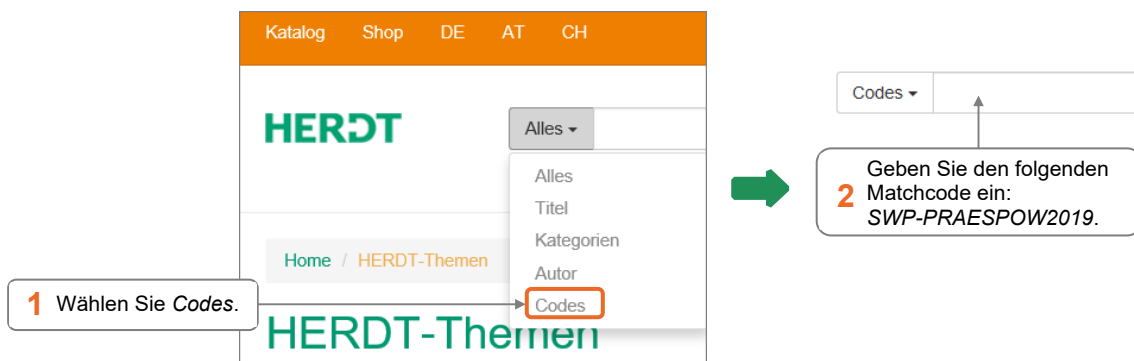 Katalog Shop DE AT CH
HERDT
Alles
Alles
Titel
Kategorien
Autor
Codes
Home / HERDT-Themen
HERDT-Themen
1 Wählen Sie Codes.
Codes
2 Geben Sie den folgenden
Matchcode ein:
SWP-PRAESPOW2019.